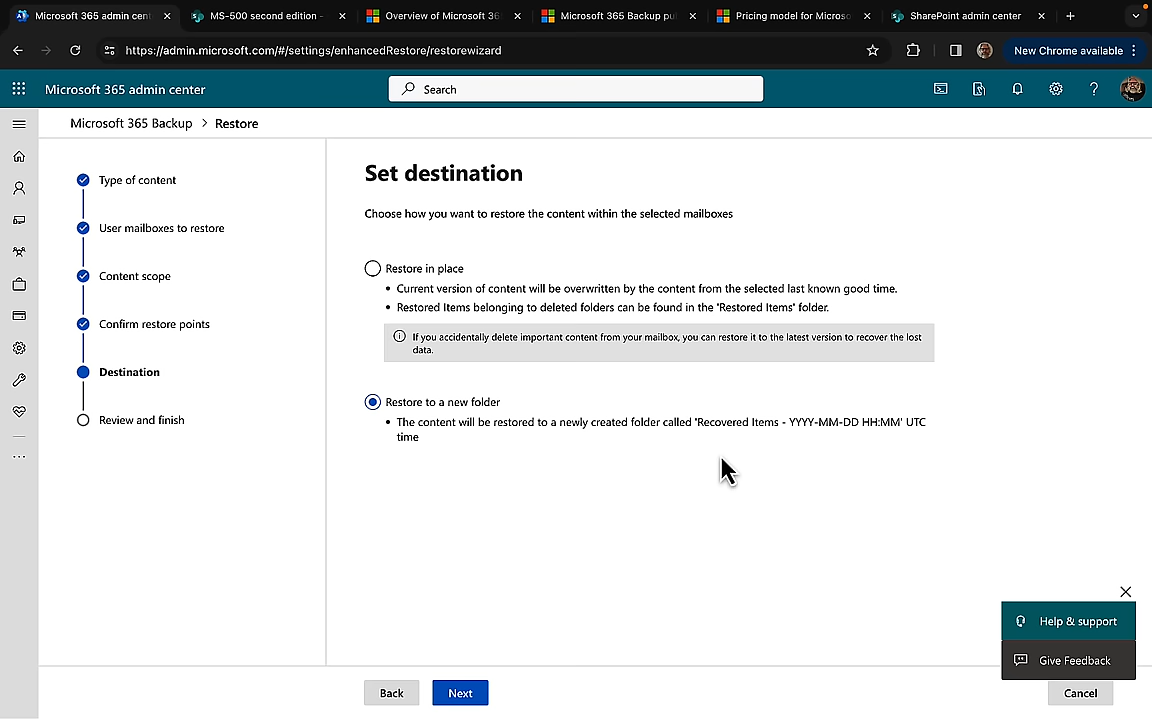 Microsoft 365 admin cent
MS-500 second edition -
Overview of Microsoft 36
Microsoft 365 Backup pu
Pricing model for Microso
SharePoint admin center
https://admin.microsoft.com/#/settings/enhancedRestore/restorewizard
New Chrome available
Microsoft 365 admin center
Search
Microsoft 365 Backup > Restore
Type of content
User mailboxes to restore
Content scope
Confirm restore points
Destination
Review and finish
Set destination
Choose how you want to restore the content within the selected mailboxes
Restore in place
• Current version of content will be overwritten by the content from the selected last known good time.
• Restored Items belonging to deleted folders can be found in the 'Restored Items' folder.
If you accidentally delete important content from your mailbox, you can restore it to the latest version to recover the lost
data.
Restore to a new folder
• The content will be restored to a newly created folder called 'Recovered Items - YYYY-MM-DD HH:MM' UTC
time
Help & support
Give Feedback
Back
Next
Cancel